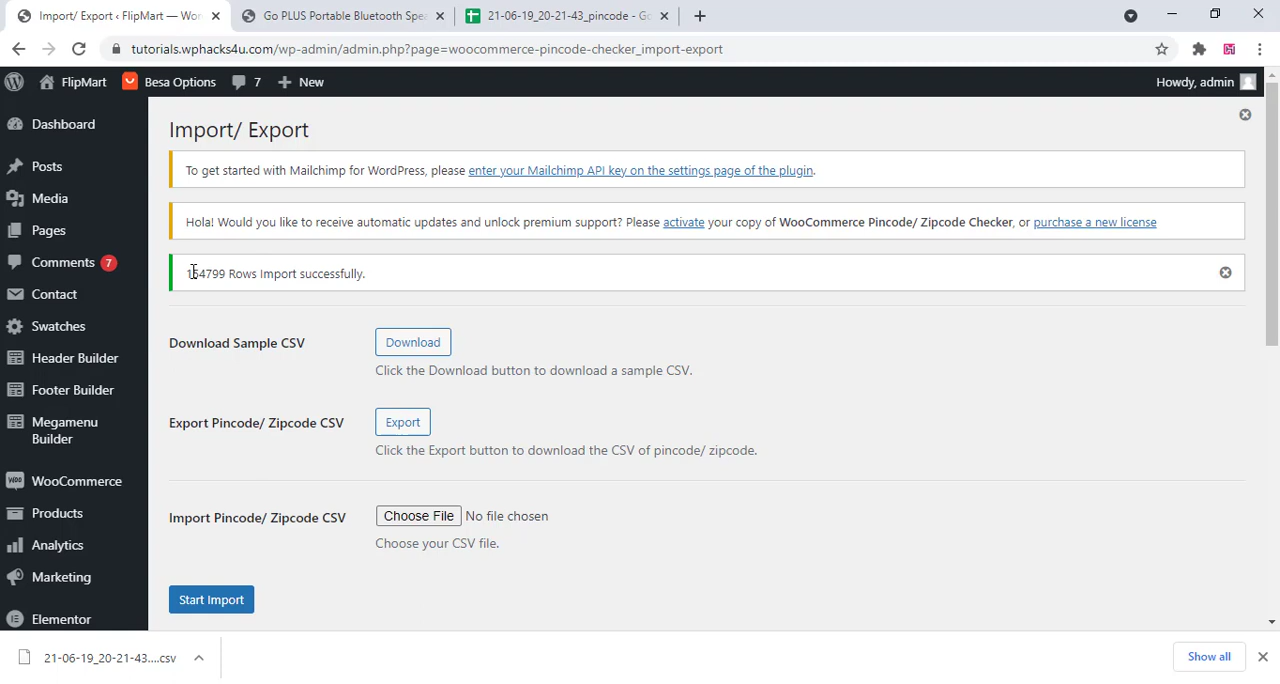 Import/ Export ‹ FlipMart — Wor
Go PLUS Portable Bluetooth Spea
21-06-19_20-21-43_pincode - Go
tutorials.wphacks4u.com/wp-admin/admin.php?page=woocommerce-pincode-checker_import-export
FlipMart
Besa Options
7
New
Howdy, admin
Dashboard
Posts
Media
Pages
Comments 7
Contact
Swatches
Header Builder
Footer Builder
Megamenu
Builder
WooCommerce
Products
Analytics
Marketing
Elementor
Import/ Export
To get started with Mailchimp for WordPress, please enter your Mailchimp API key on the settings page of the plugin.
Hola! Would you like to receive automatic updates and unlock premium support? Please activate your copy of WooCommerce Pincode/ Zipcode Checker, or purchase a new license
Rows Import successfully.
Download Sample CSV
Download
Click the Download button to download a sample CSV.
Export Pincode/ Zipcode CSV
Export
Click the Export button to download the CSV of pincode/ zipcode.
Import Pincode/ Zipcode CSV
Choose File No file chosen
Choose your CSV file.
Start Import
21-06-19_20-21-43....csv
Show all